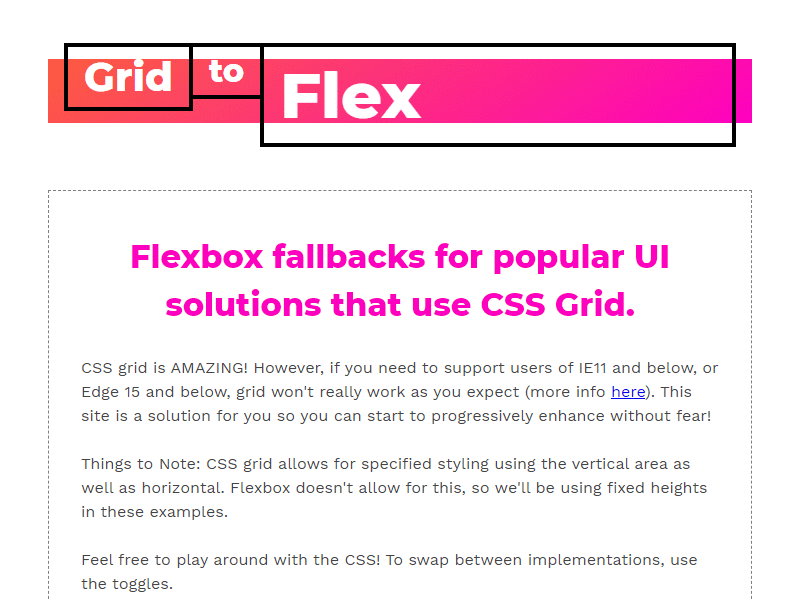 Grid to Flex
Flexbox fallbacks for popular UI
solutions that use CSS Grid.
CSS grid is AMAZING! However, if you need to support users of IE11 and below, or
Edge 15 and below, grid won't really work as you expect (more info here). This
site is a solution for you so you can start to progressively enhance without fear!
Things to Note: CSS grid allows for specified styling using the vertical area as
well as horizontal. Flexbox doesn't allow for this, so we'll be using fixed heights
in these examples.
Feel free to play around with the CSS! To swap between implementations, use
the toggles.